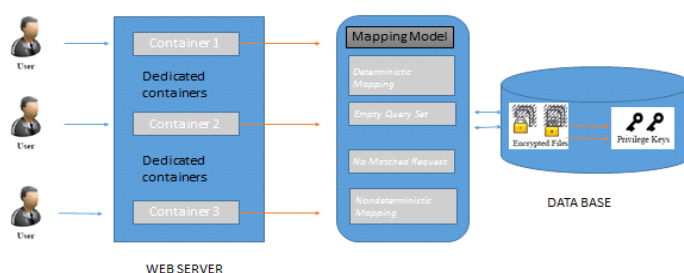 User
User
User
Container 1
Dedicated
containers
Container 2
Dedicated
containers
Container 3
WEB SERVER
Mapping Model
Deterministic
Mapping
Empty Query Set
No Matched Request
Nondeterministic
Mapping
Encrypted Files
Privilege Keys
DATA BASE